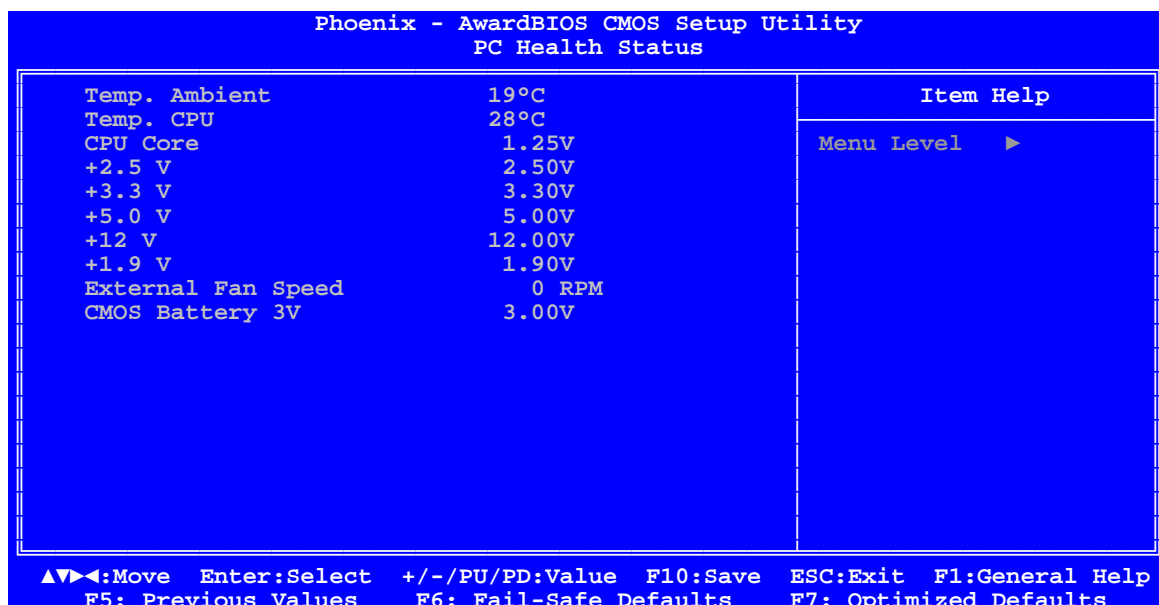 Phoenix - AwardBIOS CMOS Setup Utility
PC Health Status
Temp. Ambient 19°C
Temp. CPU 28°C
CPU Core 1.25V
+2.5 V 2.50V
+3.3 V 3.30V
+5.0 V 5.00V
+12 V 12.00V
+1.9 V 1.90V
External Fan Speed 0 RPM
CMOS Battery 3V 3.00V
Item Help
Menu Level ►
▲▼►◄:Move Enter:Select +/-/PU/PD:Value F10:Save ESC:Exit F1:General Help
F5: Previous Values F6: Fail-Safe Defaults F7: Optimized Defaults